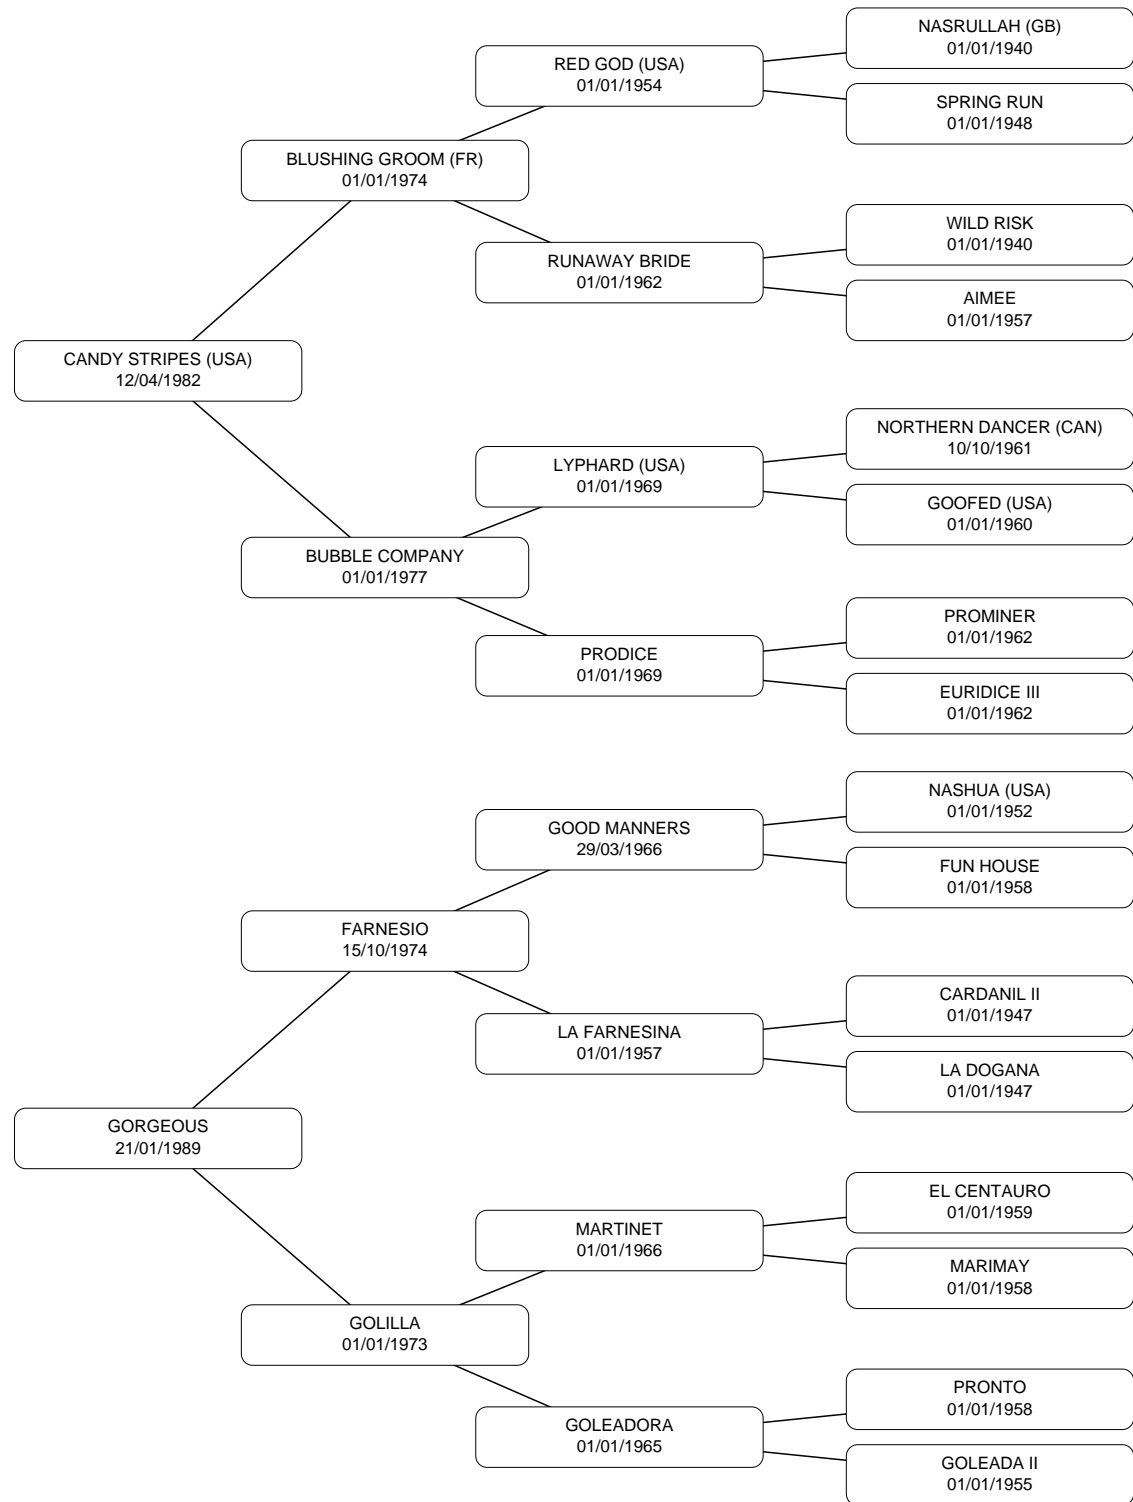 NASRULLAH (GB)
01/01/1940
RED GOD (USA)
01/01/1954
SPRING RUN
01/01/1948
BLUSHING GROOM (FR)
01/01/1974
WILD RISK
01/01/1940
RUNAWAY BRIDE
01/01/1962
AIMEE
01/01/1957
CANDY STRIPES (USA)
12/04/1982
NORTHERN DANCER (CAN)
10/10/1961
LYPHARD (USA)
01/01/1969
GOOFED (USA)
01/01/1960
BUBBLE COMPANY
01/01/1977
PROMINER
01/01/1962
PRODICE
01/01/1969
EURIDICE III
01/01/1962
NASHUA (USA)
01/01/1952
GOOD MANNERS
29/03/1966
FUN HOUSE
01/01/1958
FARNESIO
15/10/1974
CARDANIL II
01/01/1947
LA FARNESINA
01/01/1957
LA DOGANA
01/01/1947
GORGEOUS
21/01/1989
EL CENTAURO
01/01/1959
MARTINET
01/01/1966
MARIMAY
01/01/1958
GOLILLA
01/01/1973
PRONTO
01/01/1958
GOLEADORA
01/01/1965
GOLEADA II
01/01/1955